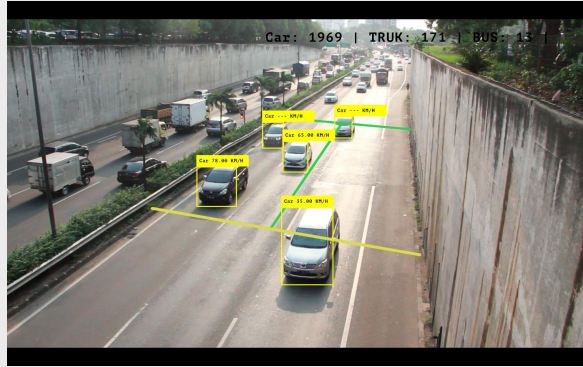 Car: 1969 | TRUK: 171 | BUS: 13 |
Car --- KM/H
Car --- KM/H
Car 65.00 KM/H
Car 78.00 KM/H
Car 55.00 KM/H